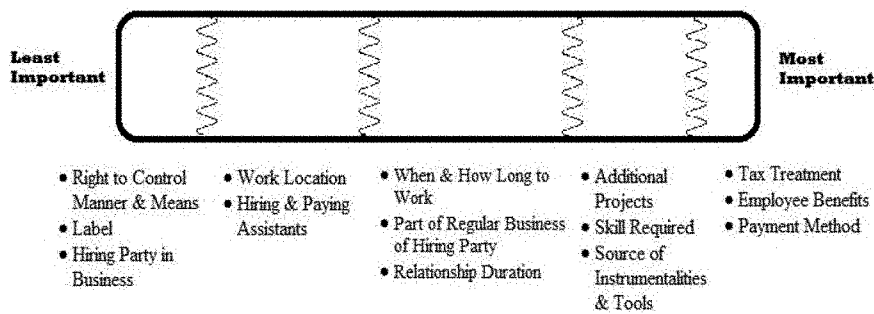 Least
Important
Most
Important
• Right to Control
Manner & Means
• Label
• Hiring Party in
Business
• Work Location
• Hiring & Paying
Assistants
• When & How Long to
Work
• Part of Regular Business
of Hiring Party
• Relationship Duration
• Additional
Projects
• Skill Required
• Source of
Instrumentalities
& Tools
• Tax Treatment
• Employee Benefits
• Payment Method